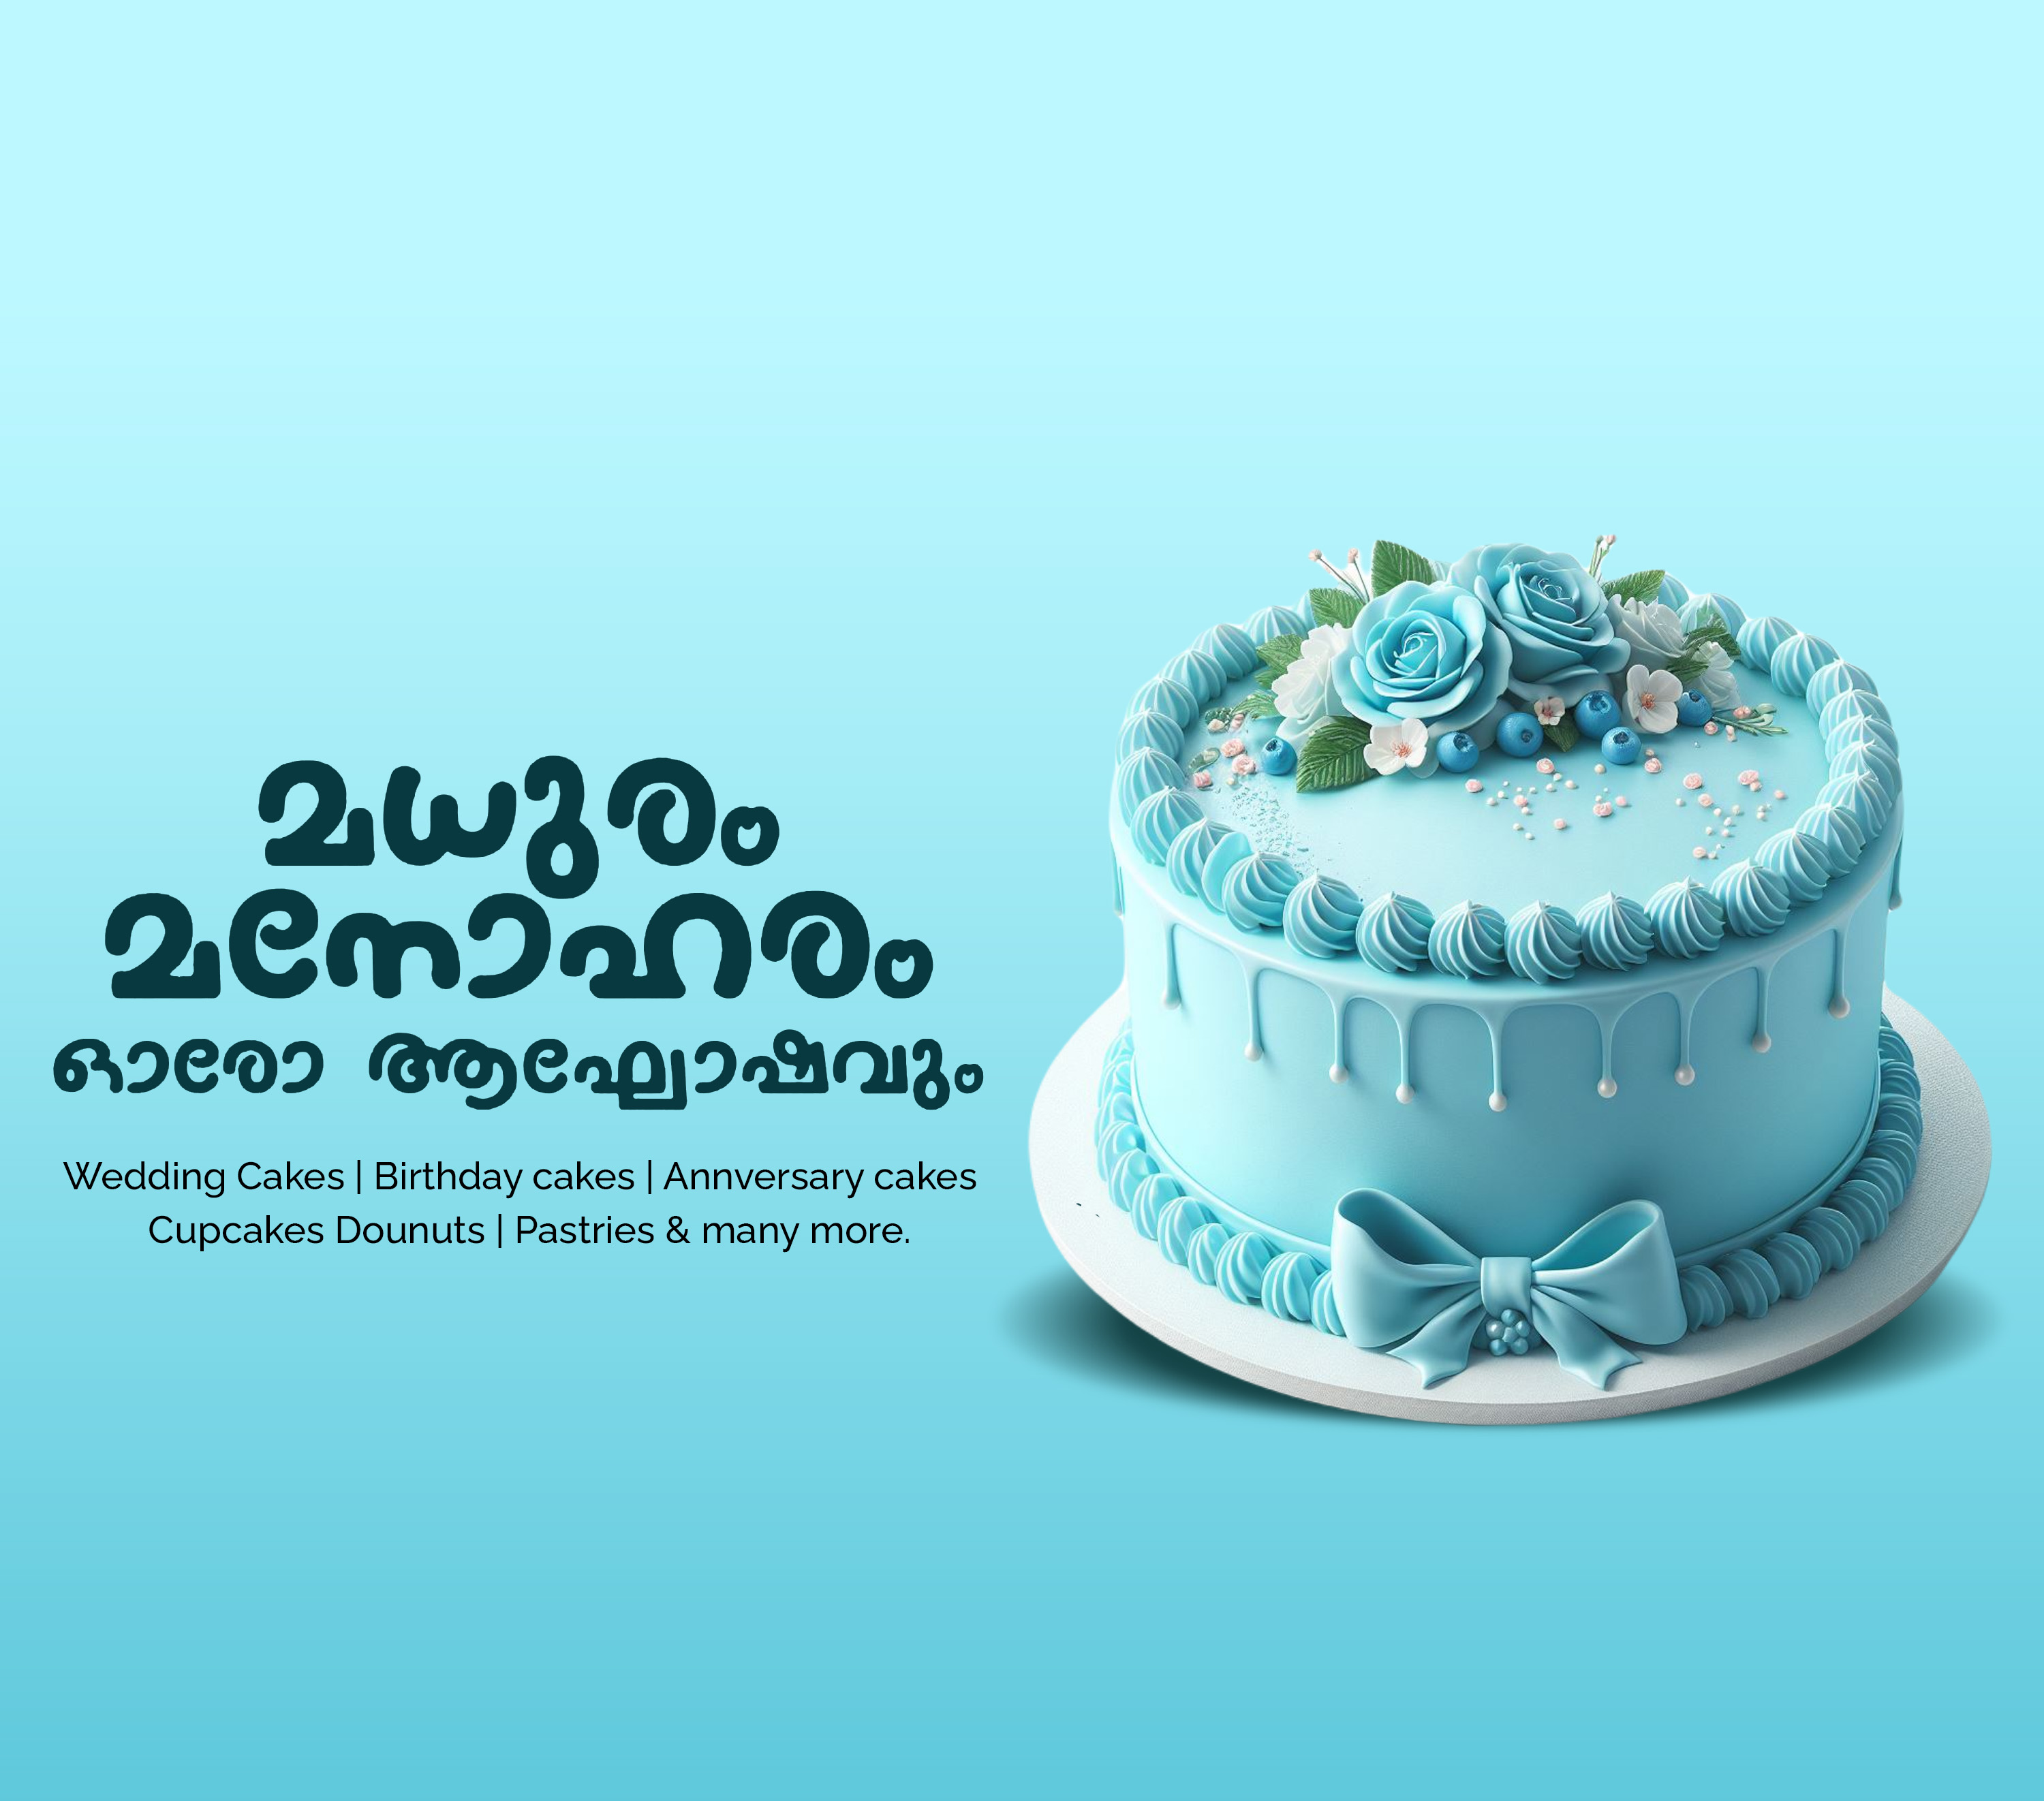 മധുരം
മനോഹരം
ഓരോ ആഘോഷവും
Wedding Cakes | Birthday cakes | Annversary cakes
Cupcakes Dounuts | Pastries & many more.